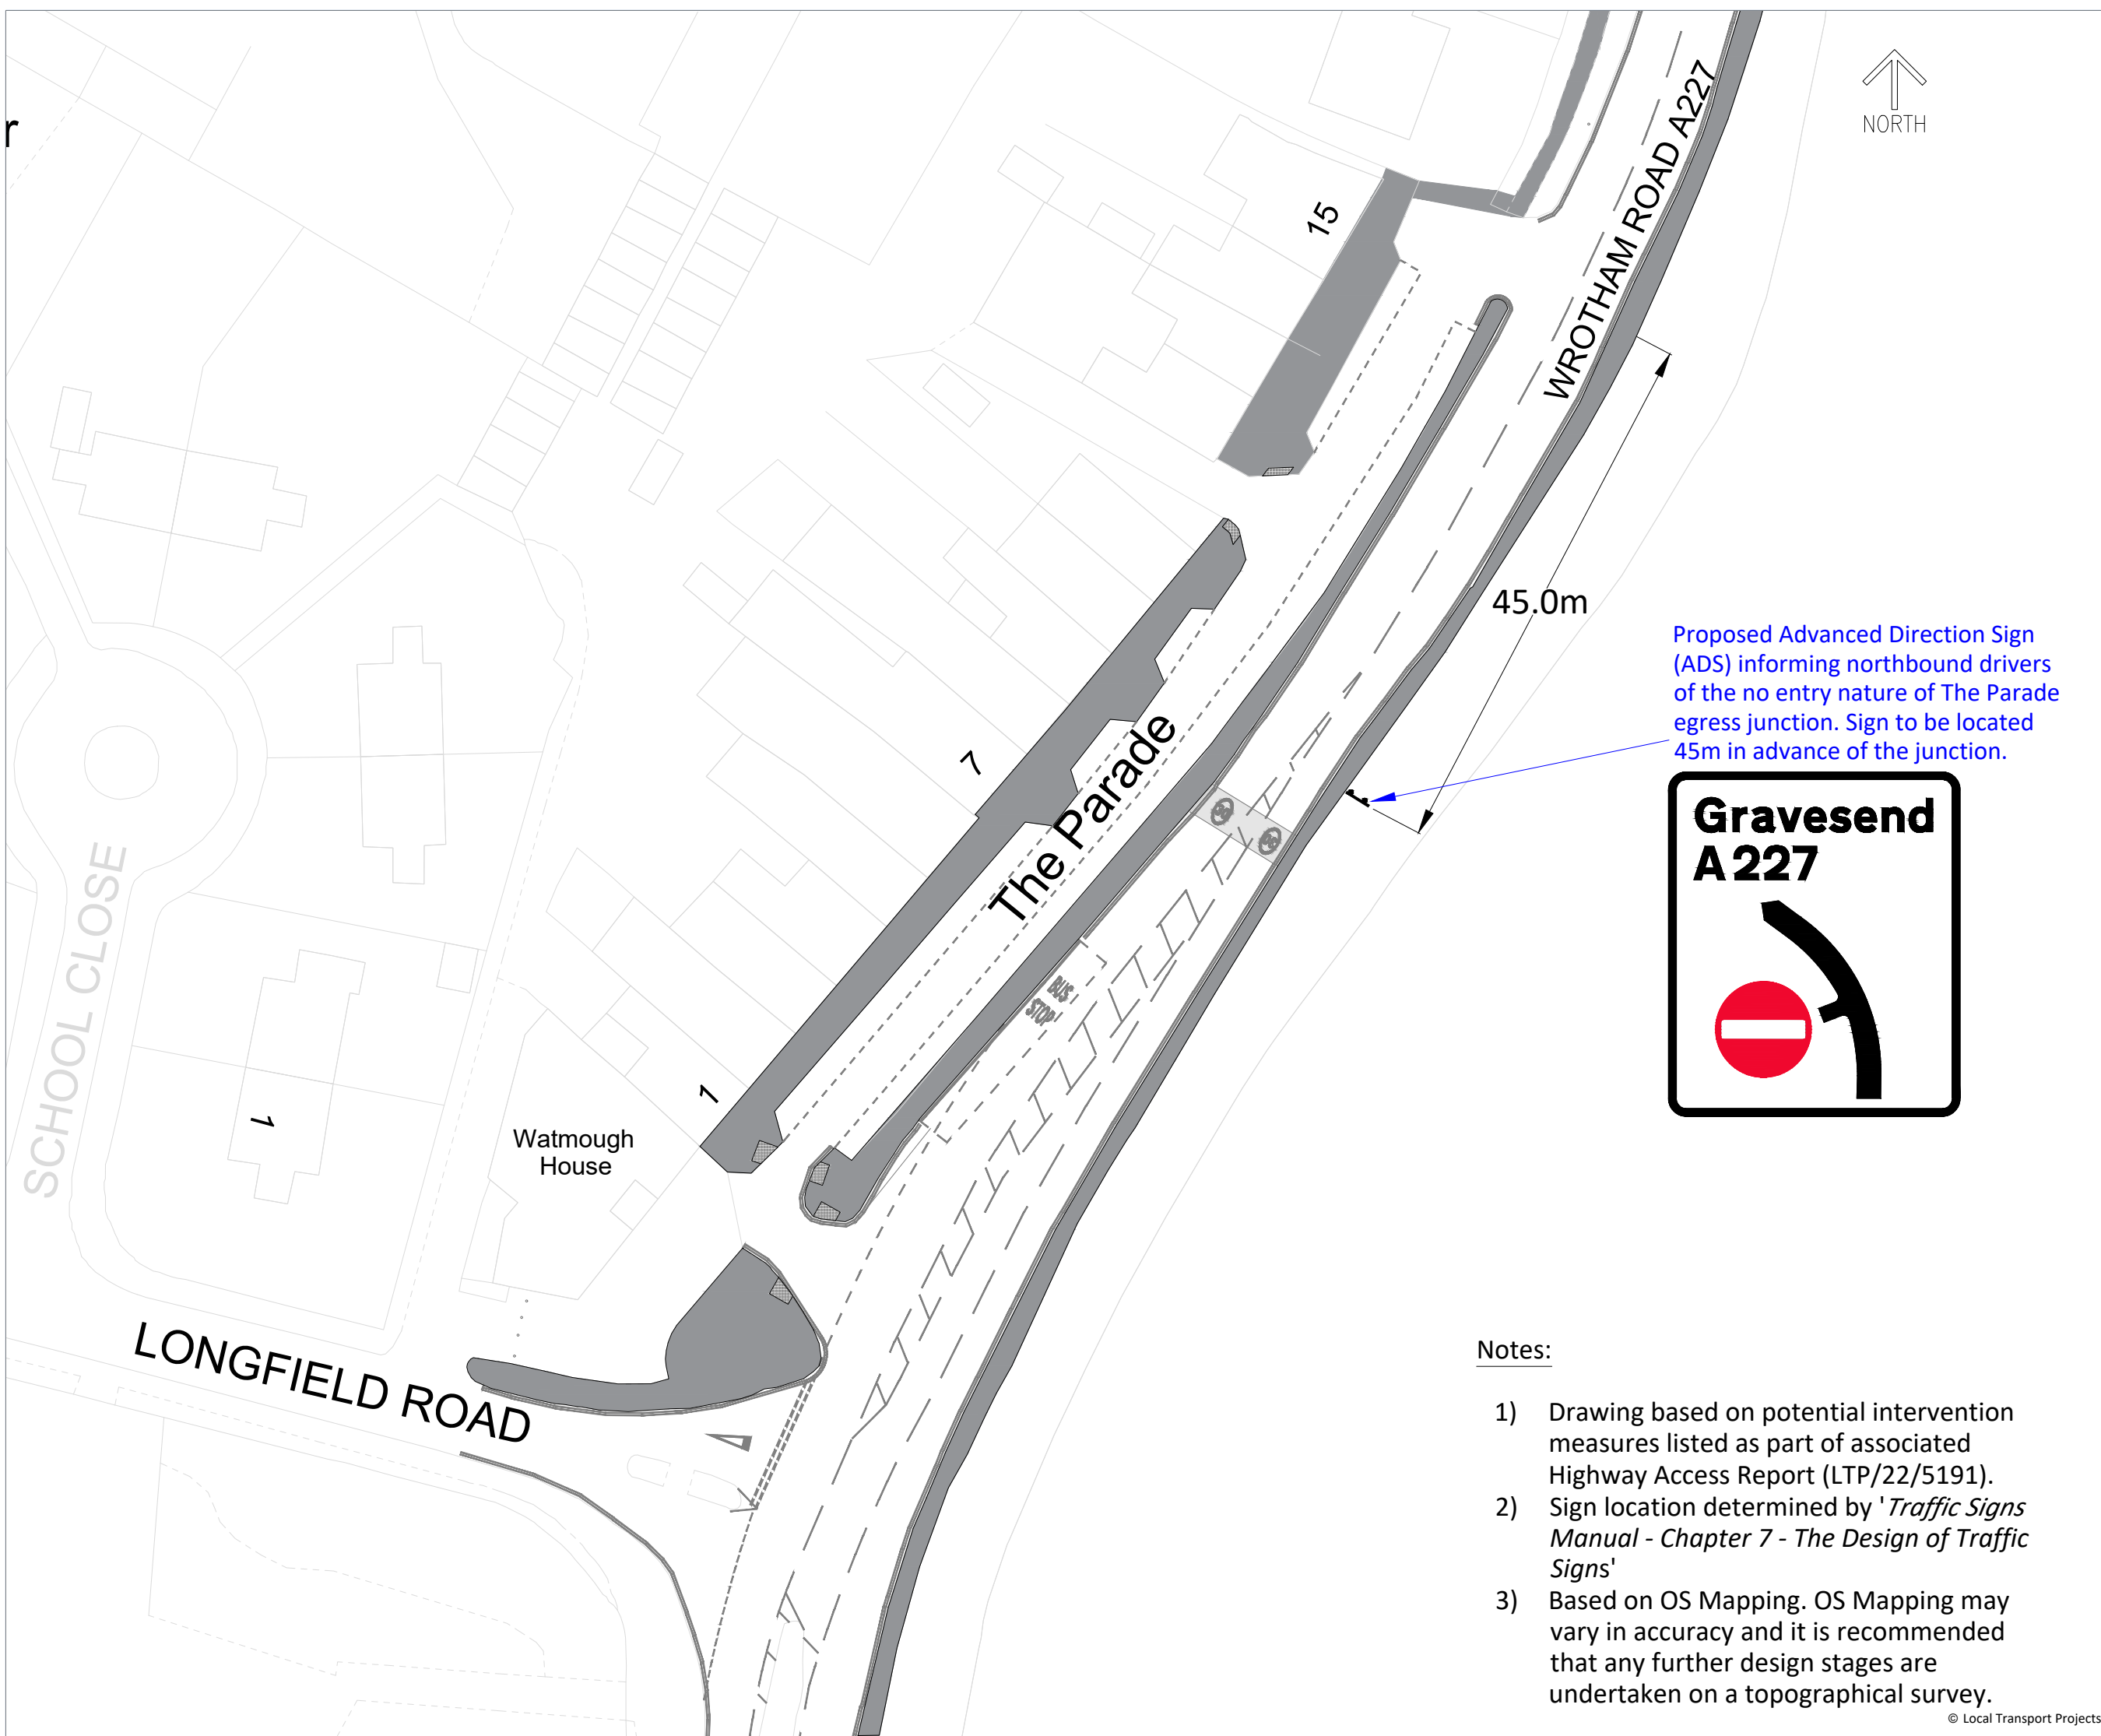 r
NORTH
WROTHAM ROAD A227
15
45.0m
Proposed Advanced Direction Sign
(ADS) informing northbound drivers
of the no entry nature of The Parade
egress junction. Sign to be located
45m in advance of the junction.
7
The Parade
Gravesend
A227
30
30
SCHOOL CLOSE
BUS
STOP
1
1
Watmough
House
LONGFIELD ROAD
Notes:
1) Drawing based on potential intervention
measures listed as part of associated
Highway Access Report (LTP/22/5191).
2) Sign location determined by 'Traffic Signs
Manual - Chapter 7 - The Design of Traffic
Signs'
3) Based on OS Mapping. OS Mapping may
vary in accuracy and it is recommended
that any further design stages are
undertaken on a topographical survey.
© Local Transport Projects